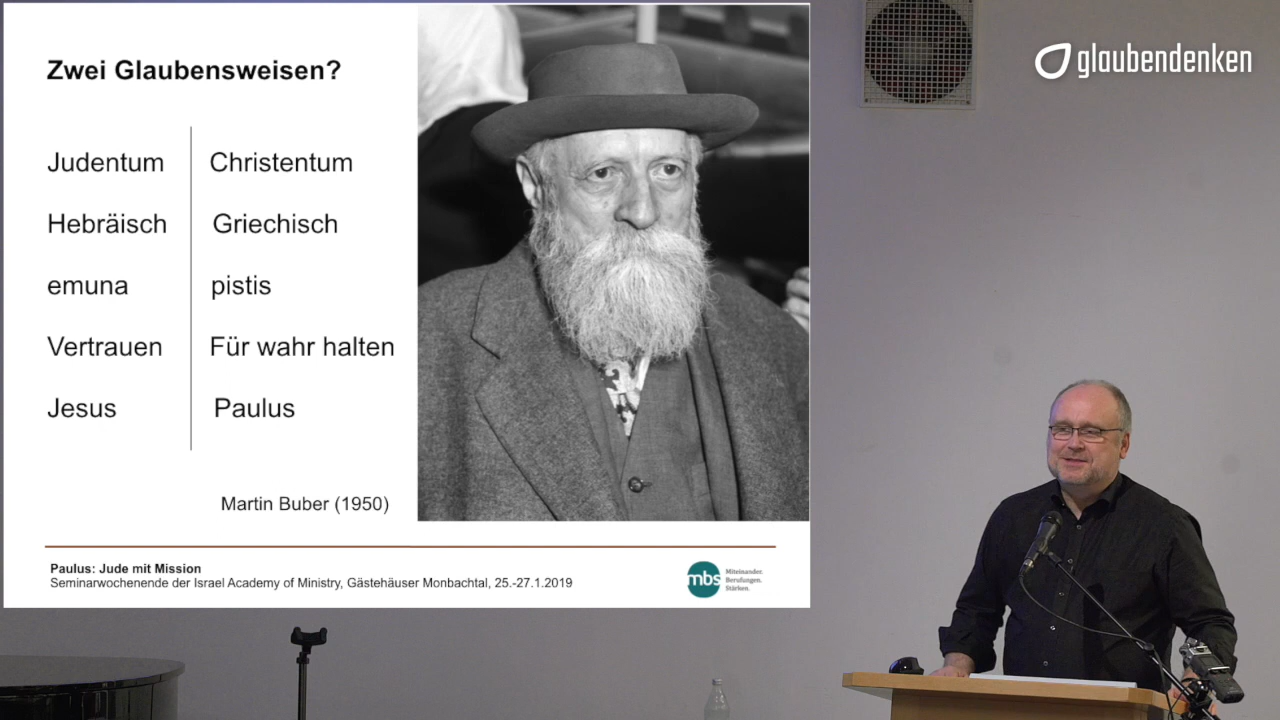 Zwei Glaubensweisen?
Judentum Christentum
Hebräisch Griechisch
emuna pistis
Vertrauen Für wahr halten
Jesus Paulus
Martin Buber (1950)
Paulus: Jude mit Mission
Seminarwochenende der Israel Academy of Ministry, Gästehäuser Monbachtal, 25.-27.1.2019
mbs
Miteinander.
Berufungen.
Stärken.
glaubendenken